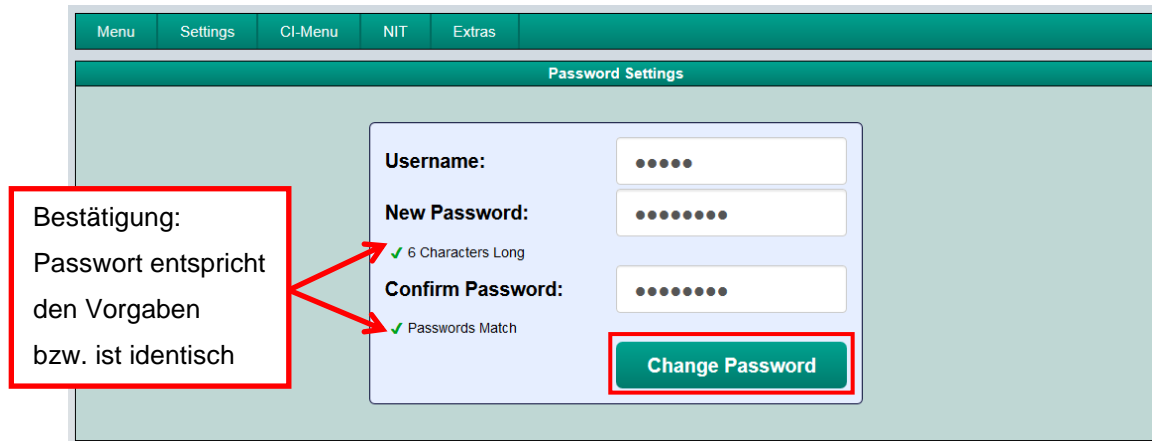 Menu Settings CI-Menu NIT Extras
Password Settings
Username: ●●●●●
New Password: ●●●●●●●●
✔ 6 Characters Long
Confirm Password: ●●●●●●●●
✔ Passwords Match
Change Password
Bestätigung:
Passwort entspricht
den Vorgaben
bzw. ist identisch